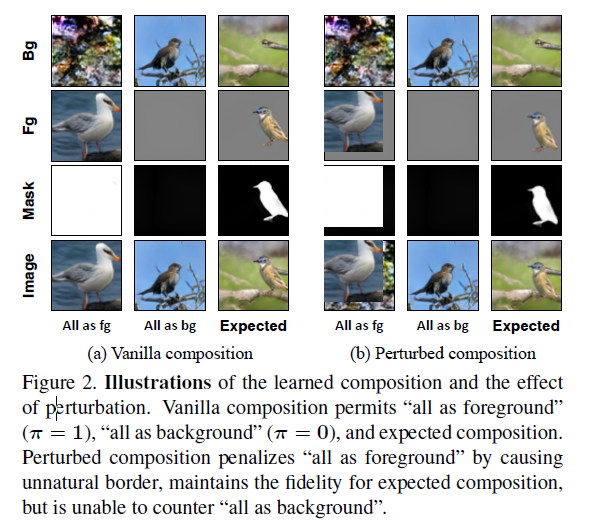 Bg
Fg
Mask
Image
All as fg All as bg Expected All as fg All as bg Expected
(a) Vanilla composition (b) Perturbed composition
Figure 2. Illustrations of the learned composition and the effect
of perturbation. Vanilla composition permits “all as foreground”
(π = 1), “all as background” (π = 0), and expected composition.
Perturbed composition penalizes “all as foreground” by causing
unnatural border, maintains the fidelity for expected composition,
but is unable to counter “all as background”.